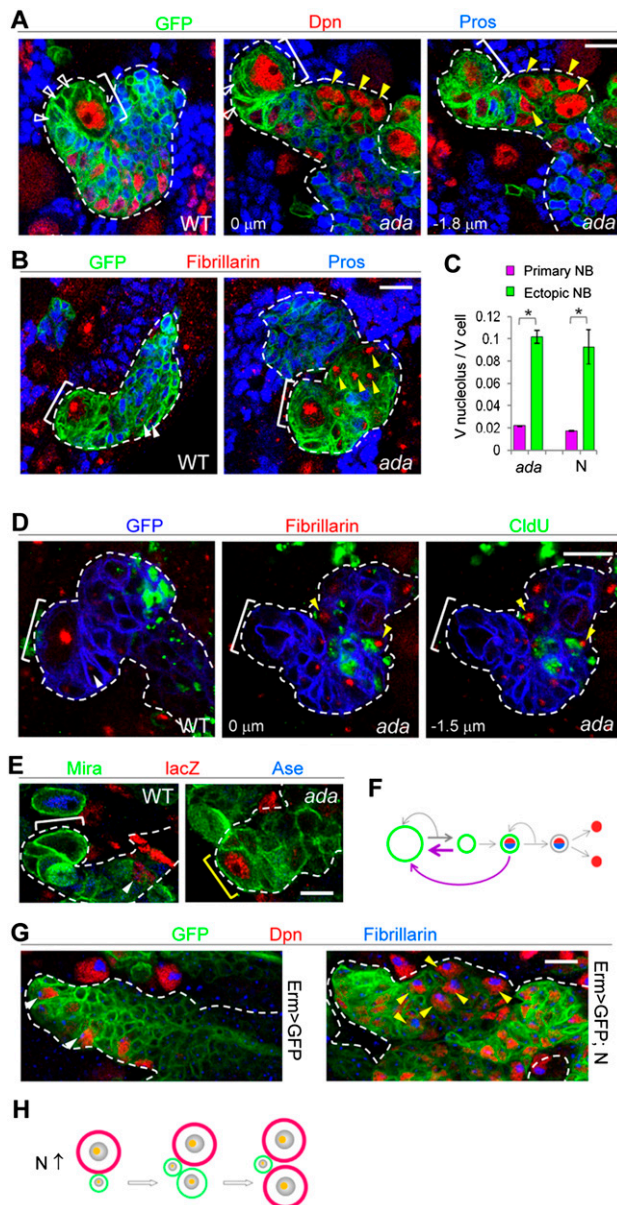 A
GFP Dpn Pros
WT
0 μm
ada
-1.8 μm
ada
B
GFP Fibrillarin Pros
WT
ada
C
Primary NB
Ectopic NB
V nucleolus / V cell
0.12
0.1
0.08
0.06
0.04
0.02
0
*
*
ada
N
D
GFP Fibrillarin CldU
WT
0 μm
ada
-1.5 μm
ada
E
Mira lacZ Ase
WT
ada
F
G
GFP Dpn Fibrillarin
Erm>GFP
Erm>GFP; N
H
N ↑